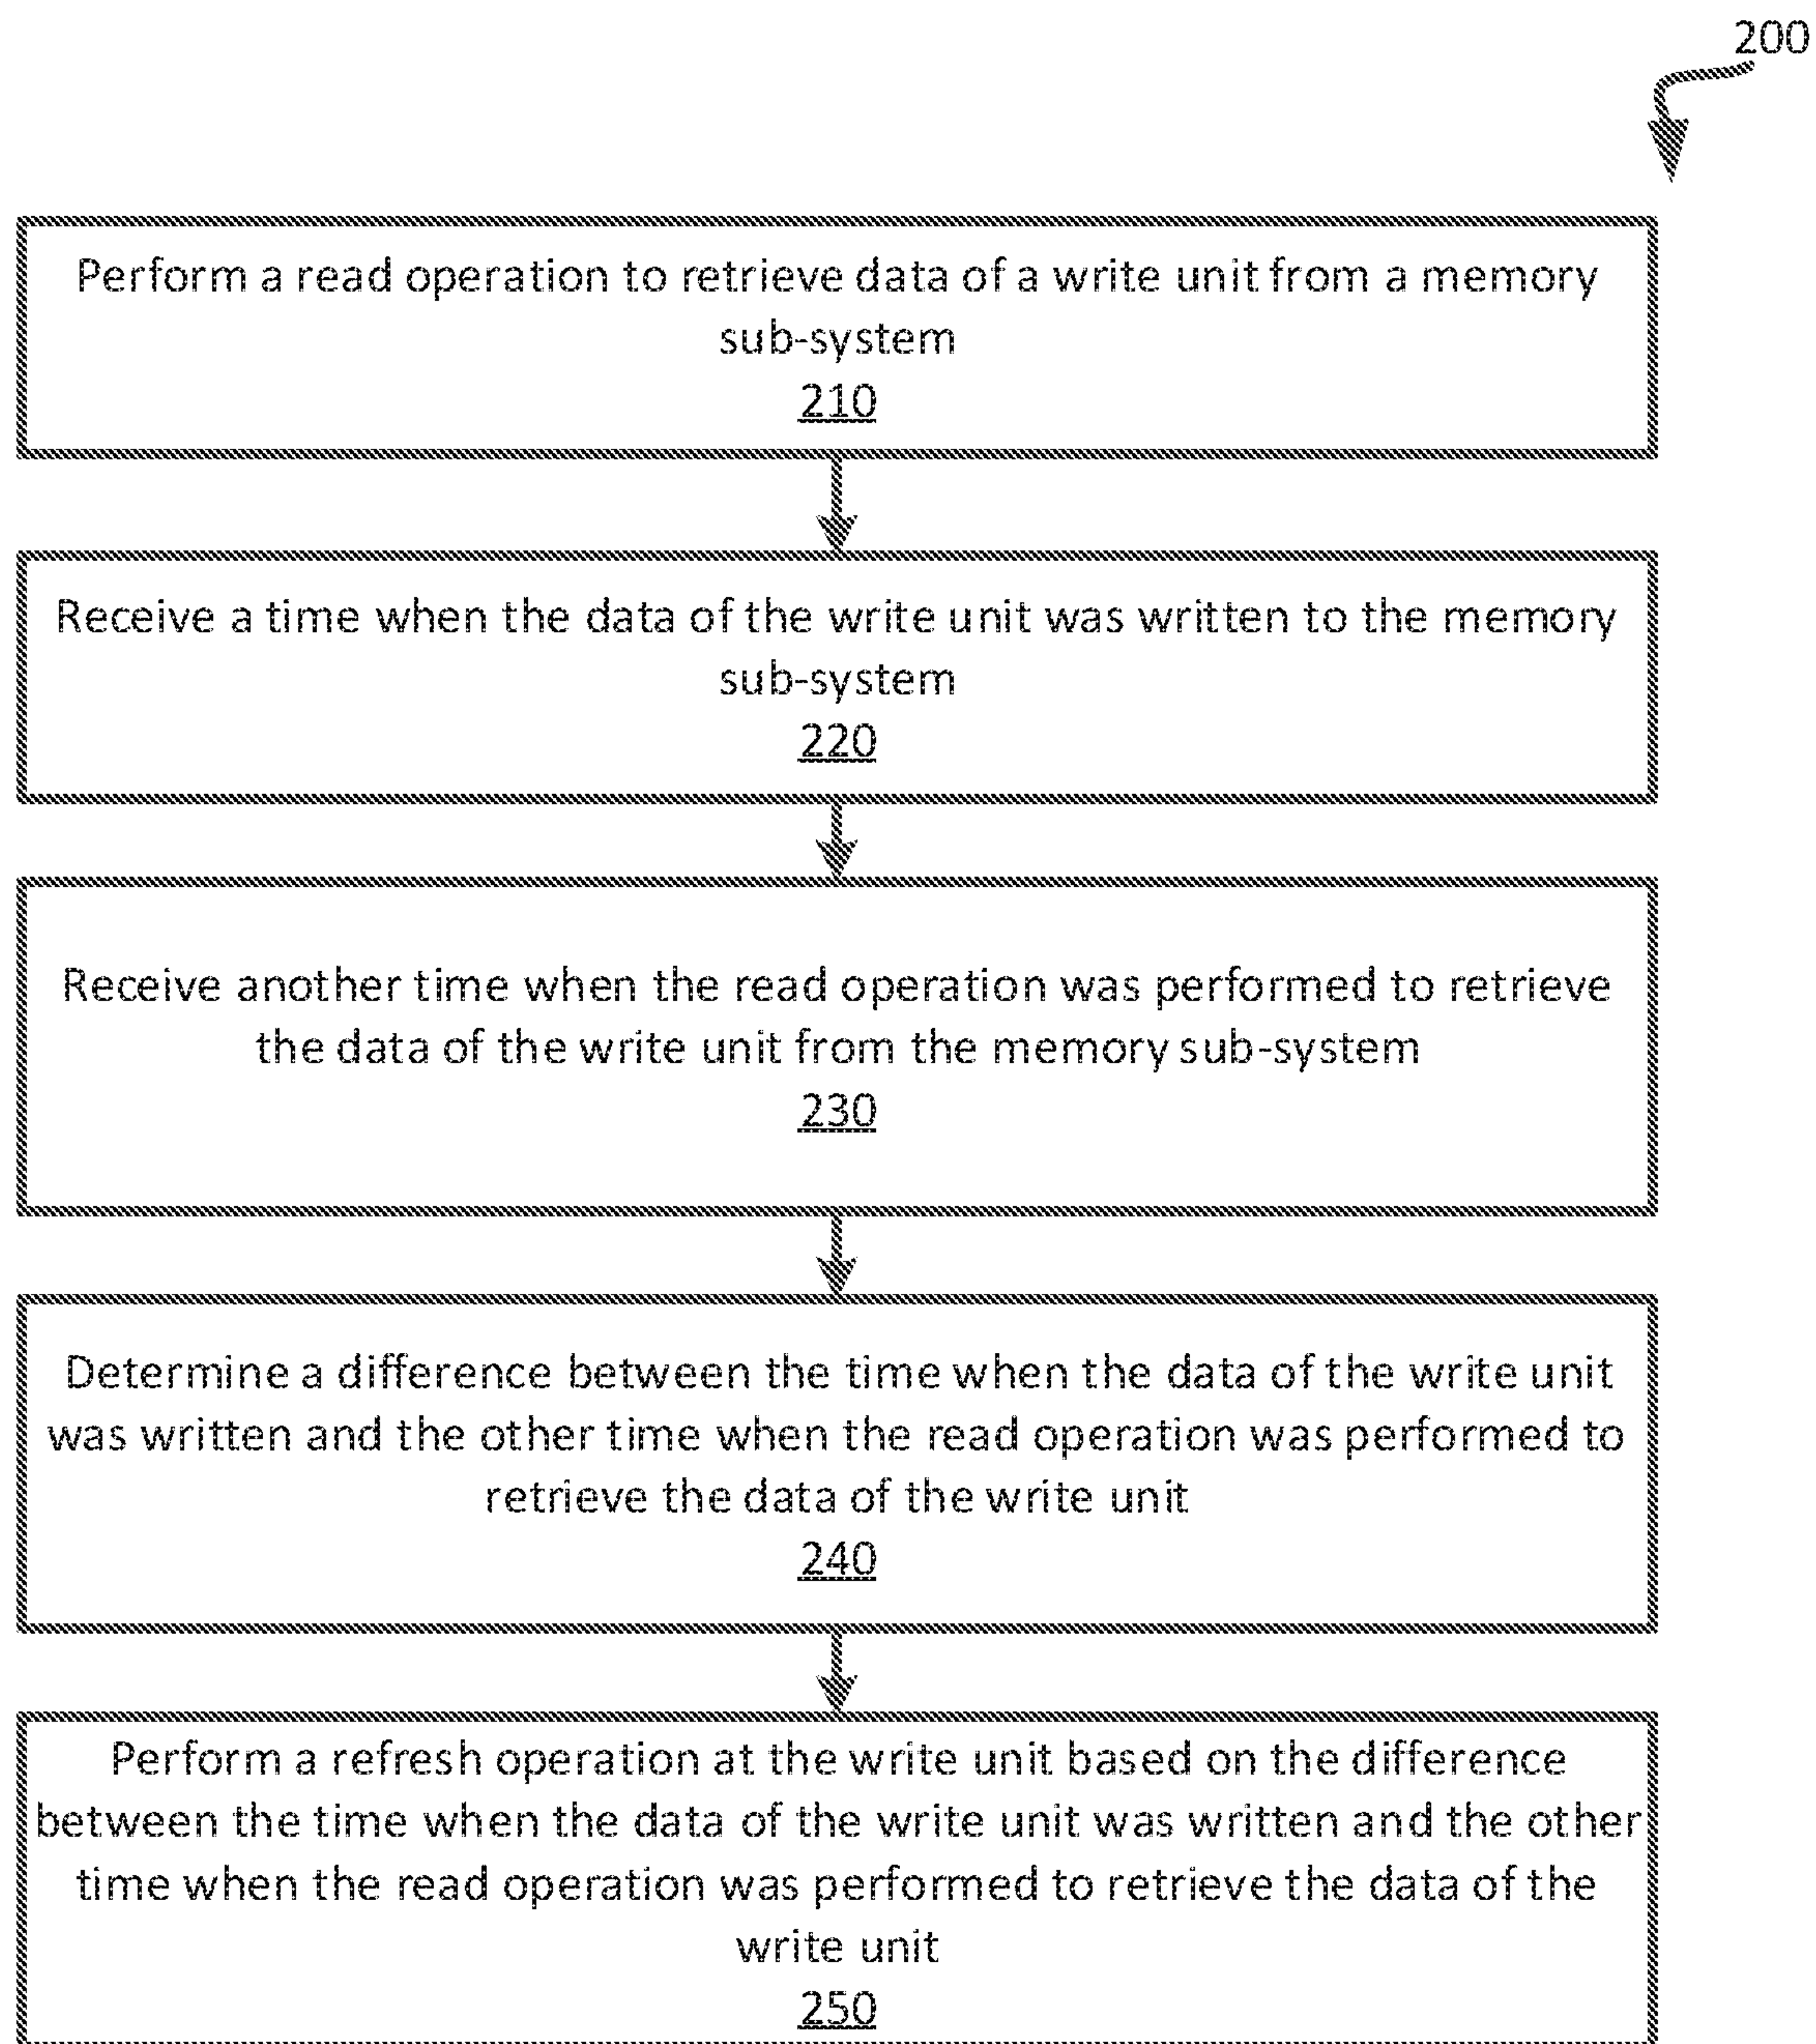 200
Perform a read operation to retrieve data of a write unit from a memory
sub-system
210
Receive a time when the data of the write unit was written to the memory
sub-system
220
Receive another time when the read operation was performed to retrieve
the data of the write unit from the memory sub-system
230
Determine a difference between the time when the data of the write unit
was written and the other time when the read operation was performed to
retrieve the data of the write unit
240
Perform a refresh operation at the write unit based on the difference
between the time when the data of the write unit was written and the other
time when the read operation was performed to retrieve the data of the
write unit
250